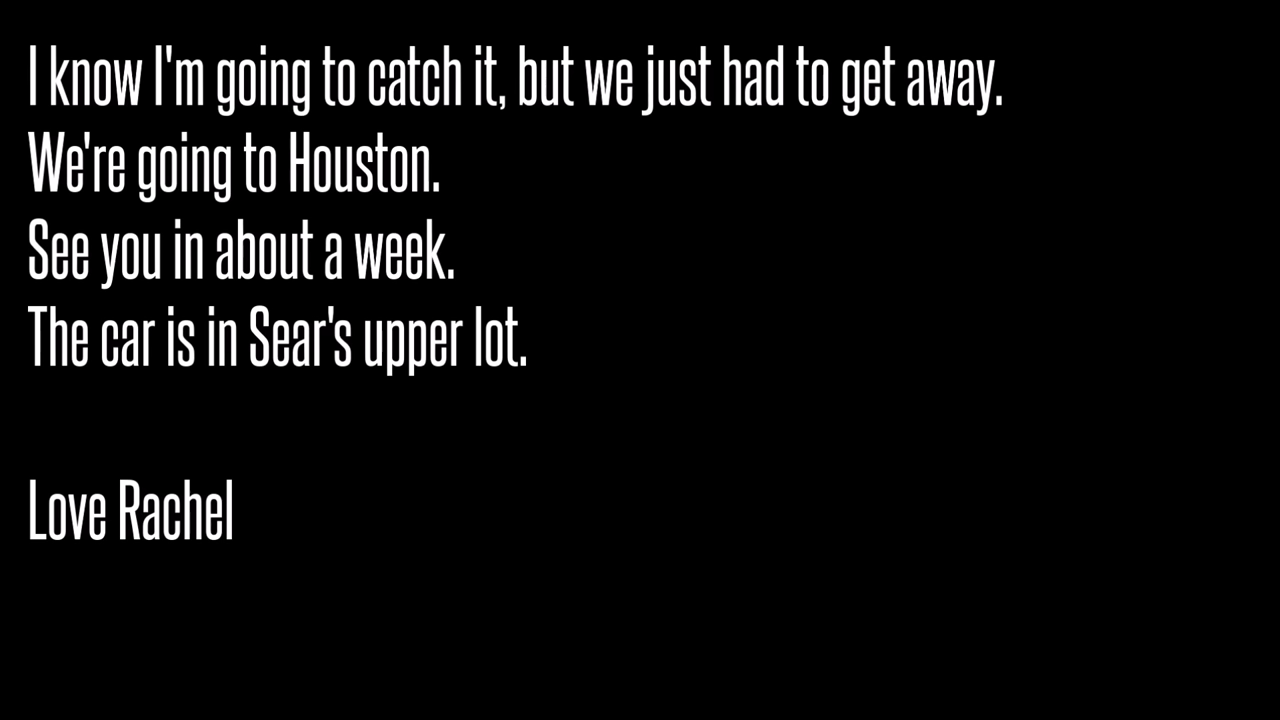 I know I'm going to catch it, but we just had to get away.
We're going to Houston.
See you in about a week.
The car is in Sear's upper lot.
Love Rachel